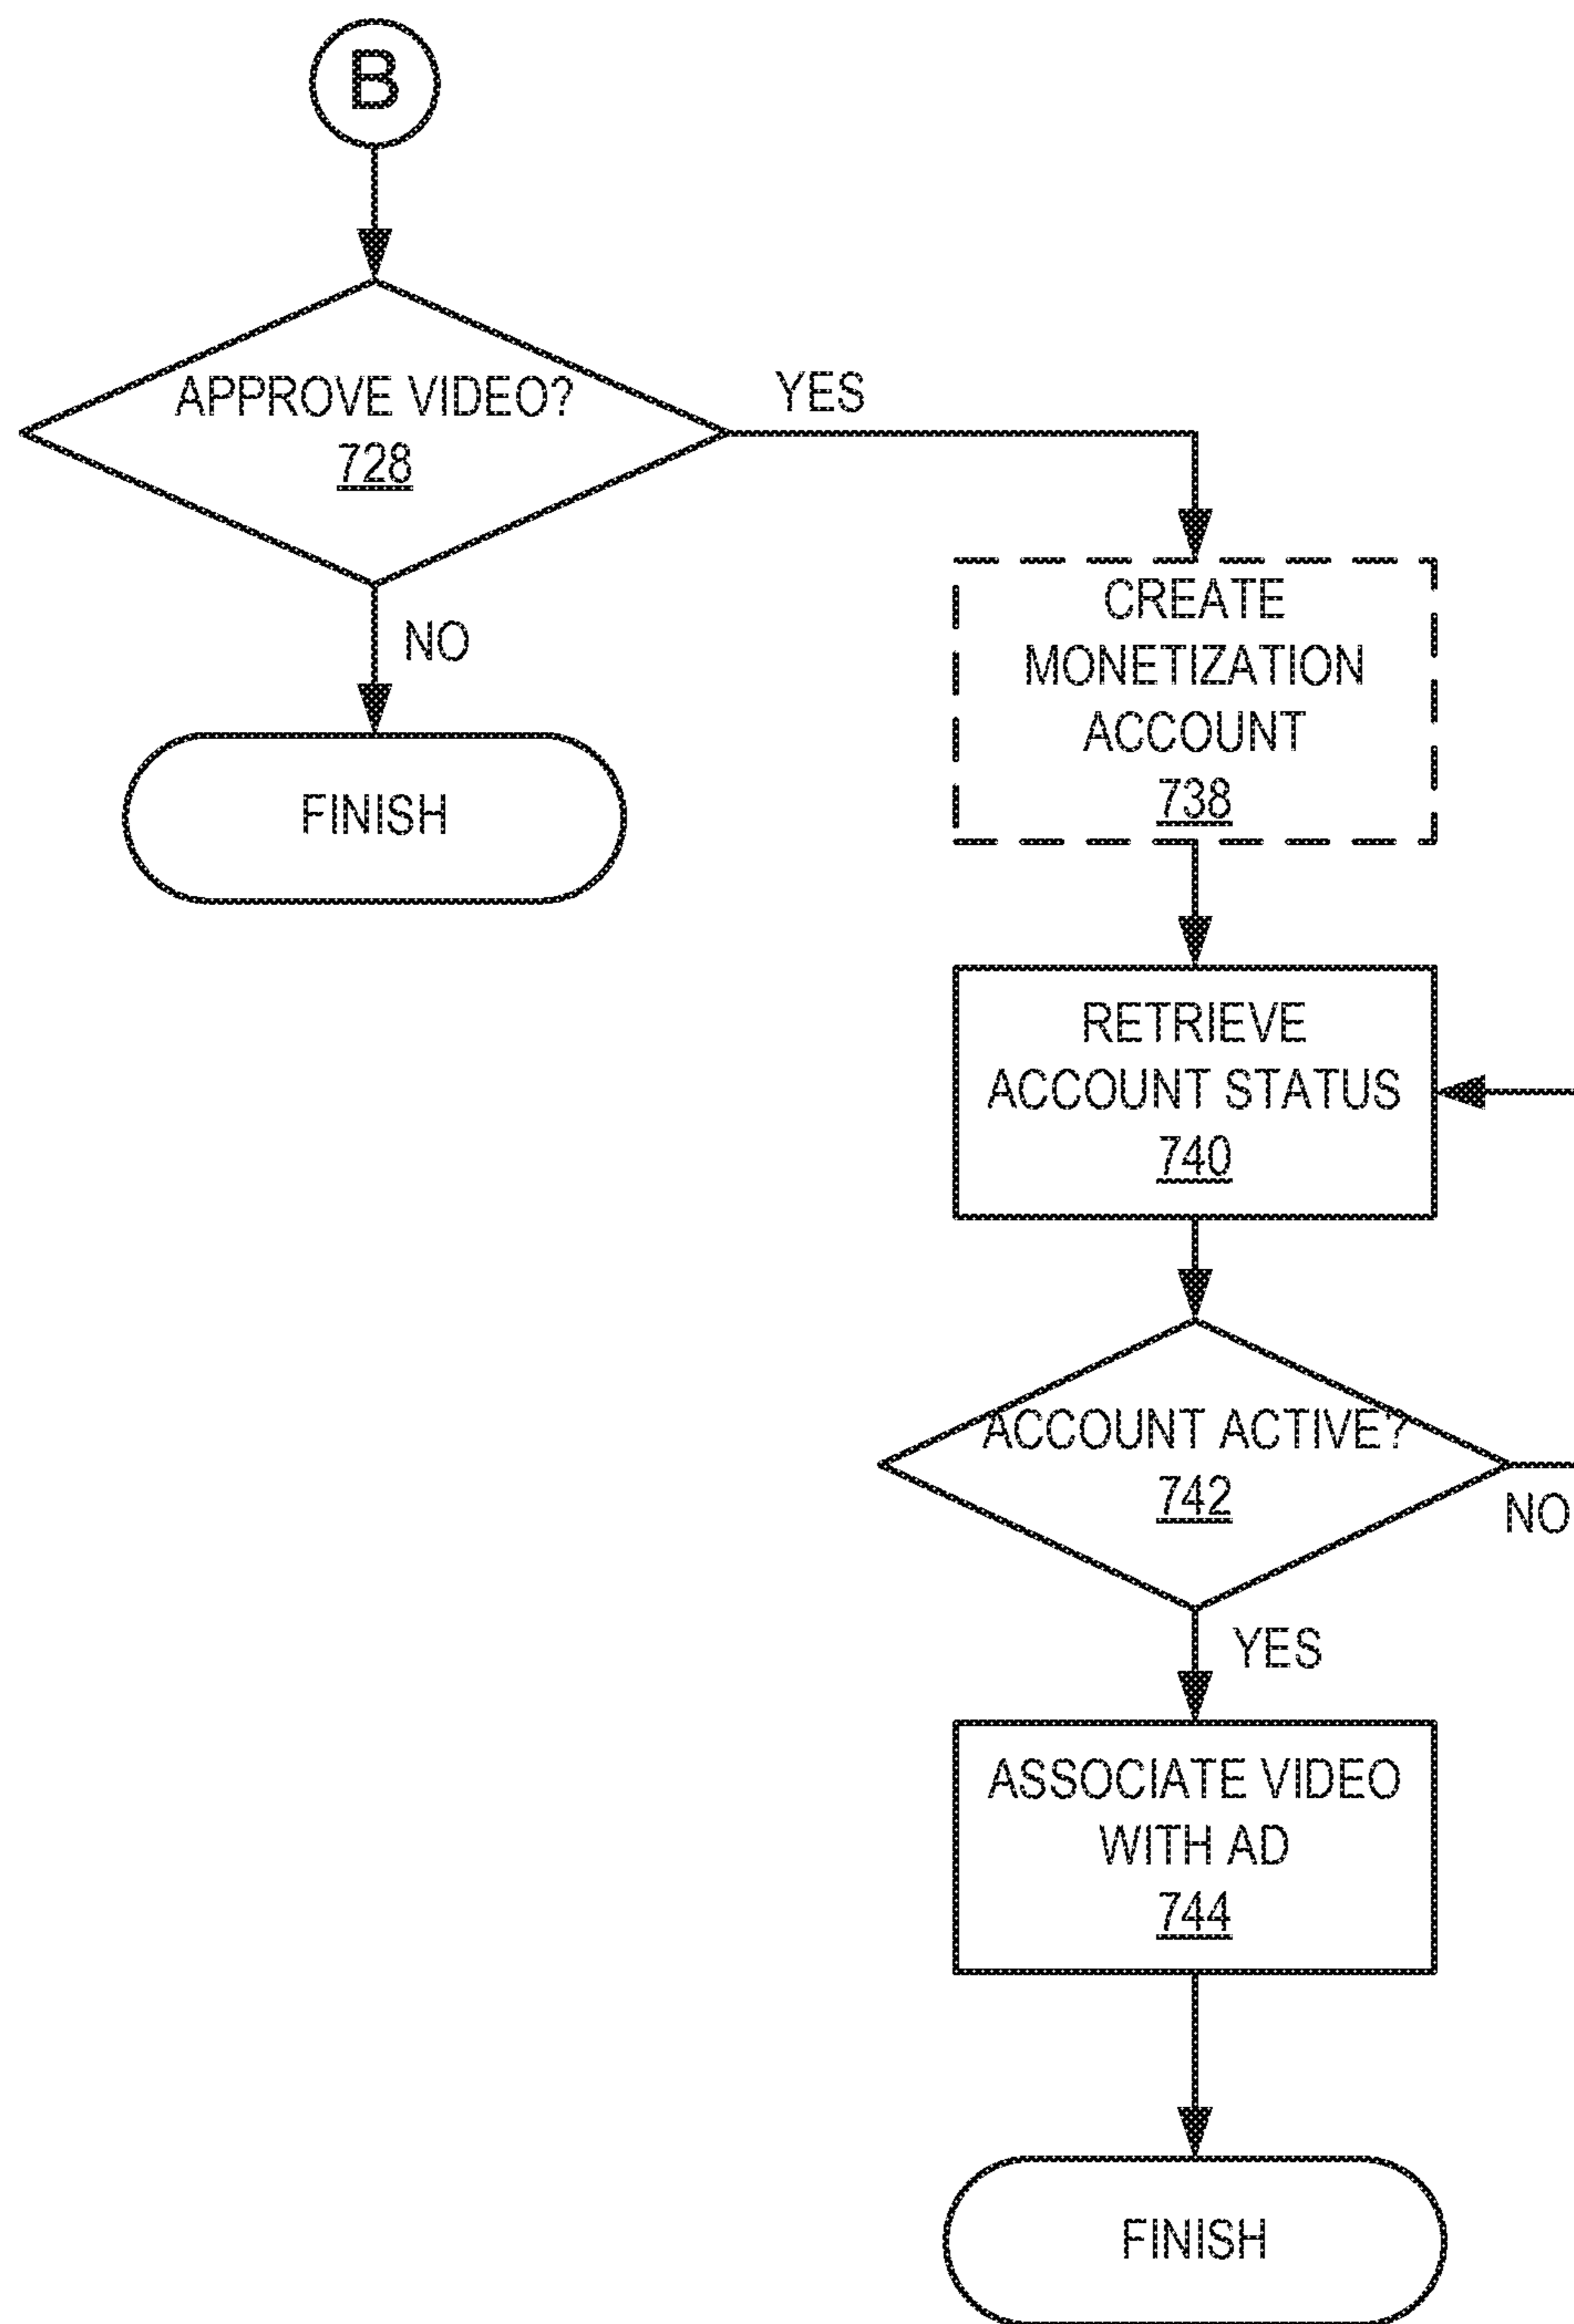 B
APPROVE VIDEO?
728
YES
NO
FINISH
CREATE
MONETIZATION
ACCOUNT
738
RETRIEVE
ACCOUNT STATUS
740
ACCOUNT ACTIVE?
742
NO
YES
ASSOCIATE VIDEO
WITH AD
744
FINISH